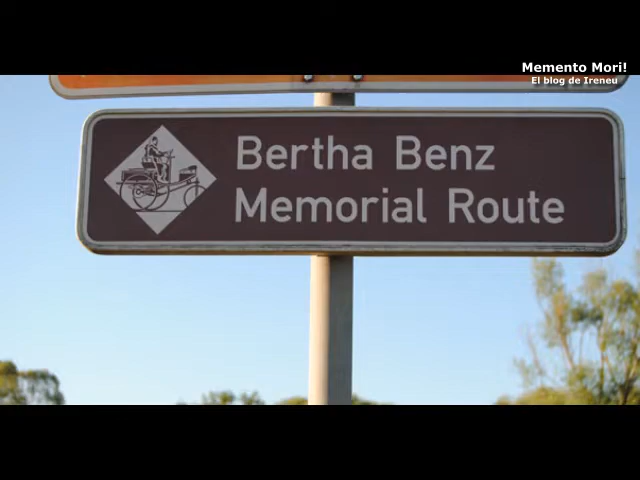 Memento Mori!
El blog de Ireneu
Bertha Benz
Memorial Route